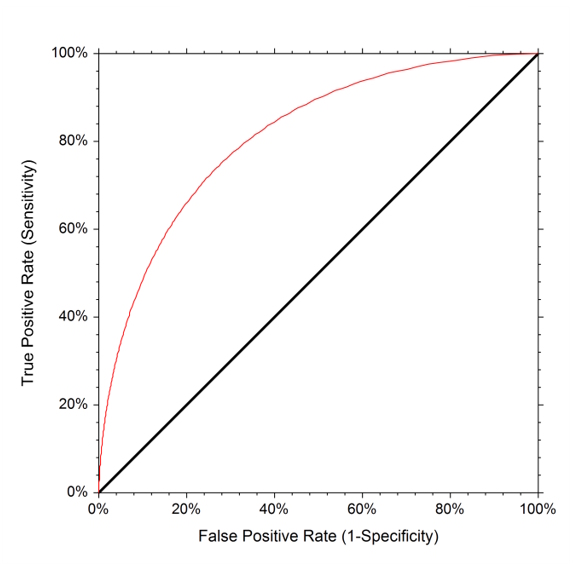 100%
80%
60%
40%
20%
0%
True Positive Rate (Sensitivity)
0% 20% 40% 60% 80% 100%
False Positive Rate (1-Specificity)